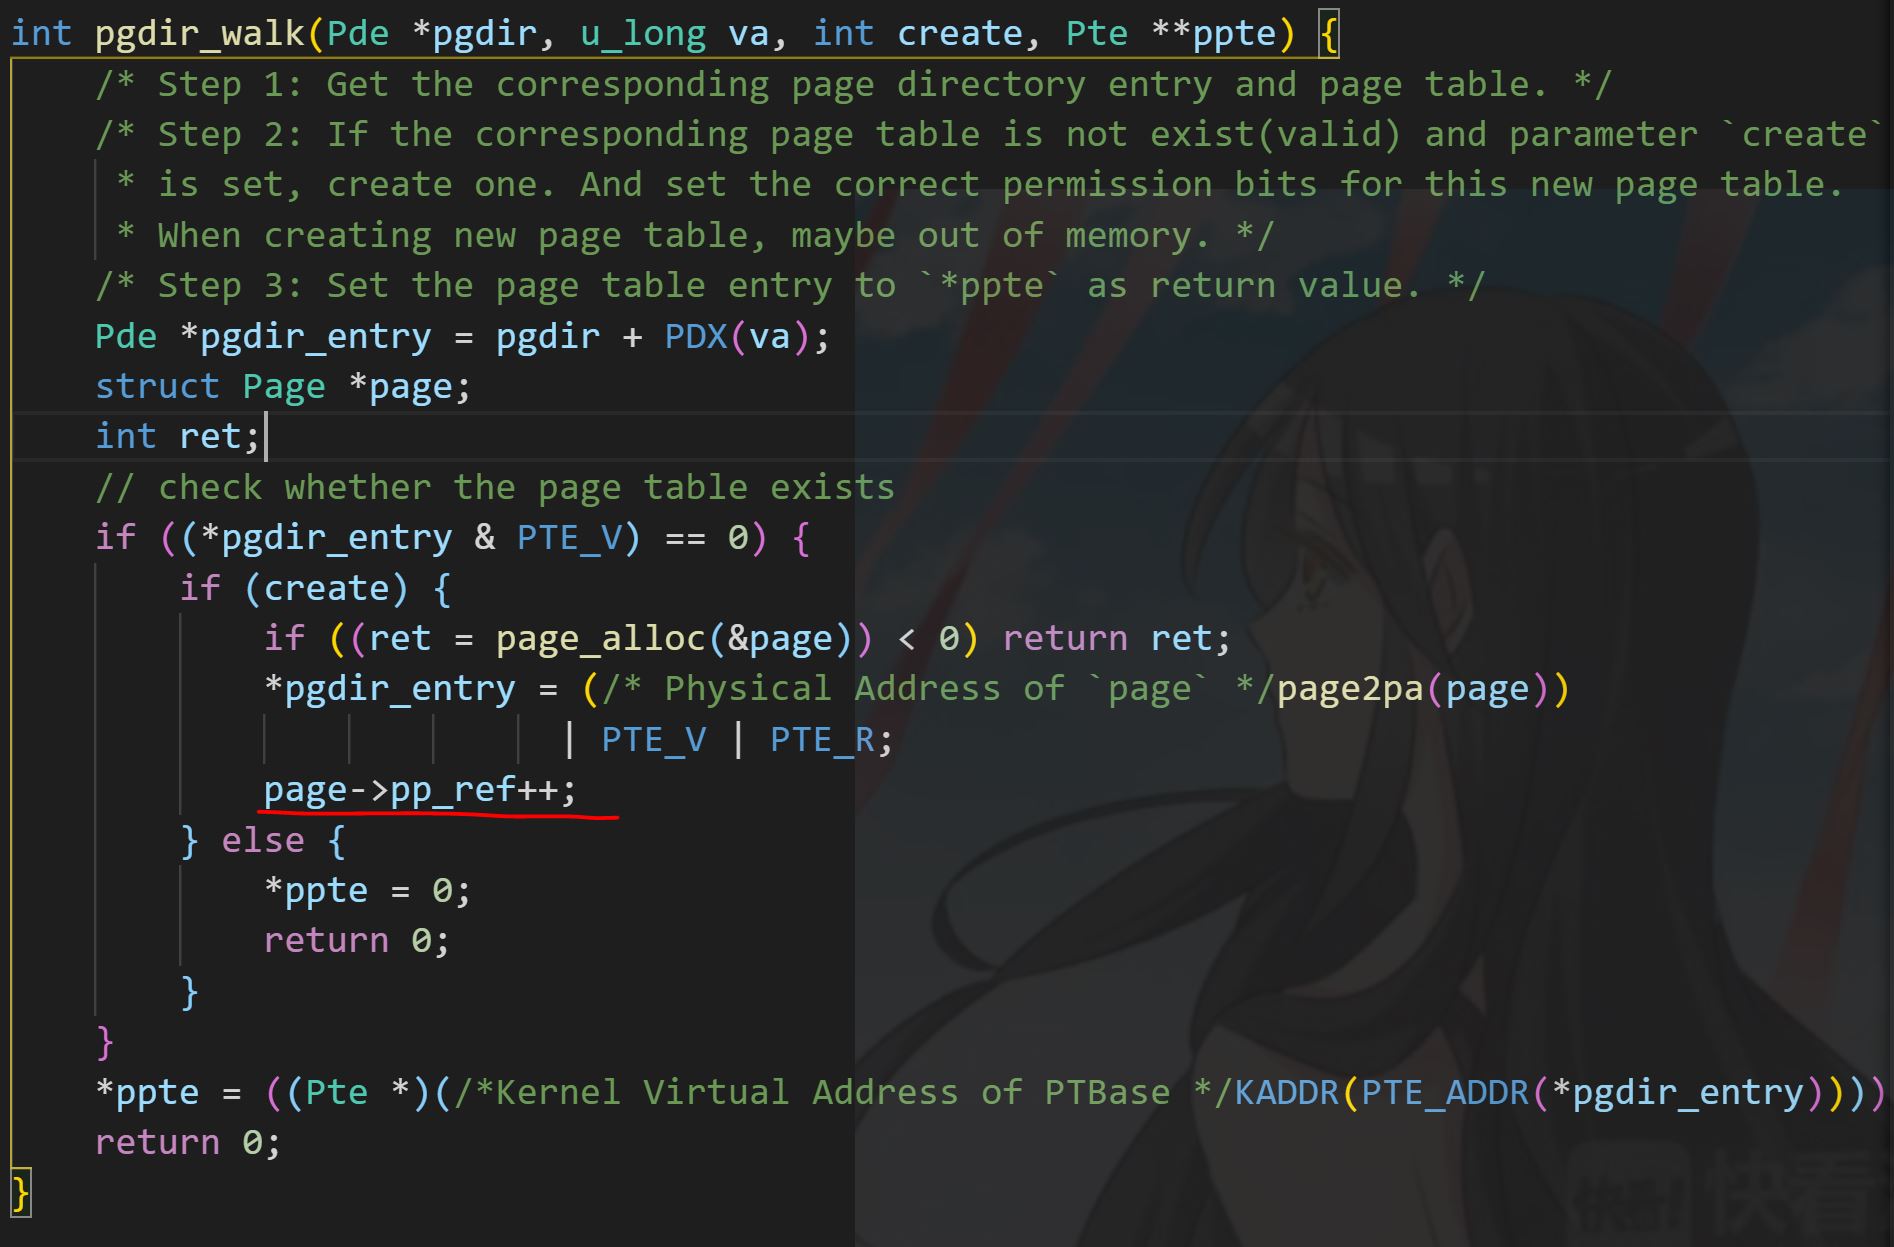 int pgdir_walk(Pde *pgdir, u_long va, int create, Pte **ppte) {
    /* Step 1: Get the corresponding page directory entry and page table. */
    /* Step 2: If the corresponding page table is not exist(valid) and parameter `create`
     * is set, create one. And set the correct permission bits for this new page table.
     * When creating new page table, maybe out of memory. */
    /* Step 3: Set the page table entry to `*ppte` as return value. */
    Pde *pgdir_entry = pgdir + PDX(va);
    struct Page *page;
    int ret;
    // check whether the page table exists
    if ((*pgdir_entry & PTE_V) == 0) {
        if (create) {
            if ((ret = page_alloc(&page)) < 0) return ret;
            *pgdir_entry = (/* Physical Address of `page` */page2pa(page))
                          | PTE_V | PTE_R;
            page->pp_ref++;
        } else {
            *ppte = 0;
            return 0;
        }
    }
    *ppte = ((Pte *)(/*Kernel Virtual Address of PTBase */KADDR(PTE_ADDR(*pgdir_entry))))
    return 0;
}
快看